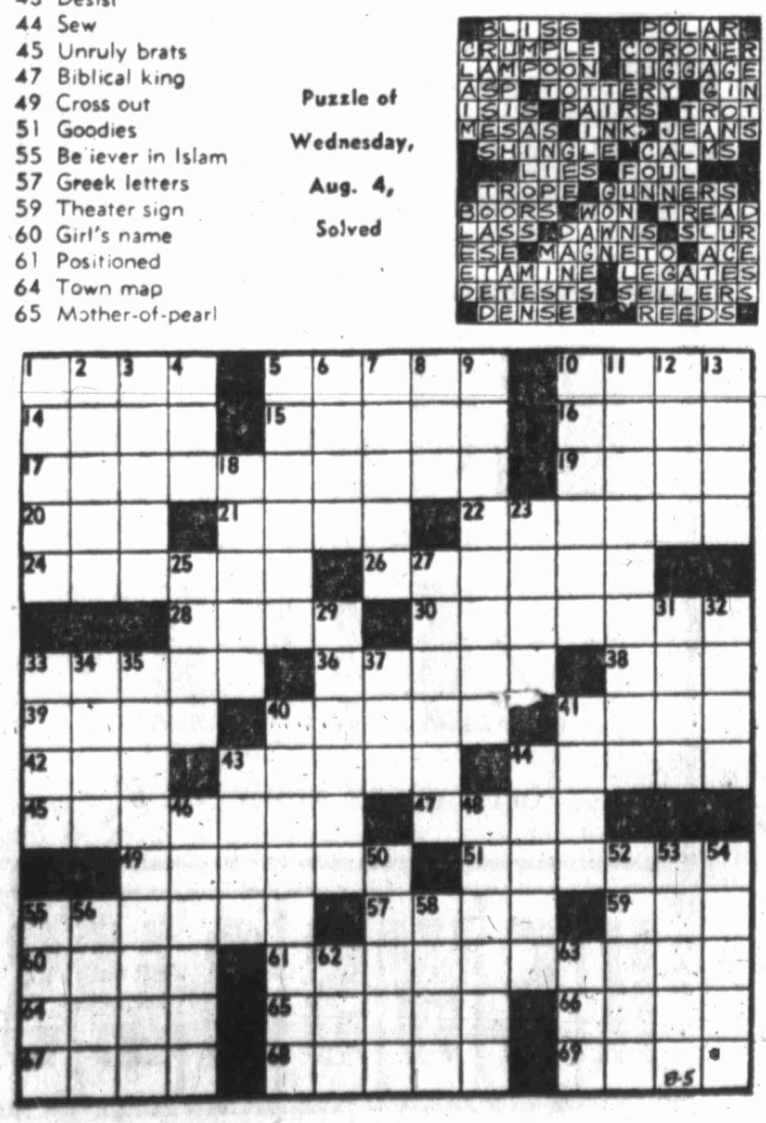 43 Desist
44 Sew
45 Unruly brats
47 Biblical king
49 Cross out
51 Goodies
55 Be iever in Islam
57 Greek letters
59 Theater sign
60 Girl's name
61 Positioned
64 Town map
65 Mother-of-pearl
Puzzle of
Wednesday,
Aug. 4,
Solved
BLISS POLAR
CRUMPLE CORONER
LAMPOON LUGGAGE
ASP TOTTERY GIN
ISIS PAIRS TROT
MESAS INK JEANS
SHINGLE CALMS
LIES FOUL
TROPE GUNNERS
BOORS WON TREAD
LASS DAWNS SLUR
ESE MAGNETO ACE
ETAMINE LEGATES
DETESTS SELLERS
DENSE REEDS
1 2 3 4 5 6 7 8 9 10 11 12 13
14 15 16
17 18 19
20 21 22 23
24 25 26 27
28 29 30 31 32
33 34 35 36 37 38
39 40 41
42 43 44
45 46 47 48
49 50 51 52 53 54
55 56 57 58 59
60 61 62 63
64 65 66
67 68 69
8-5